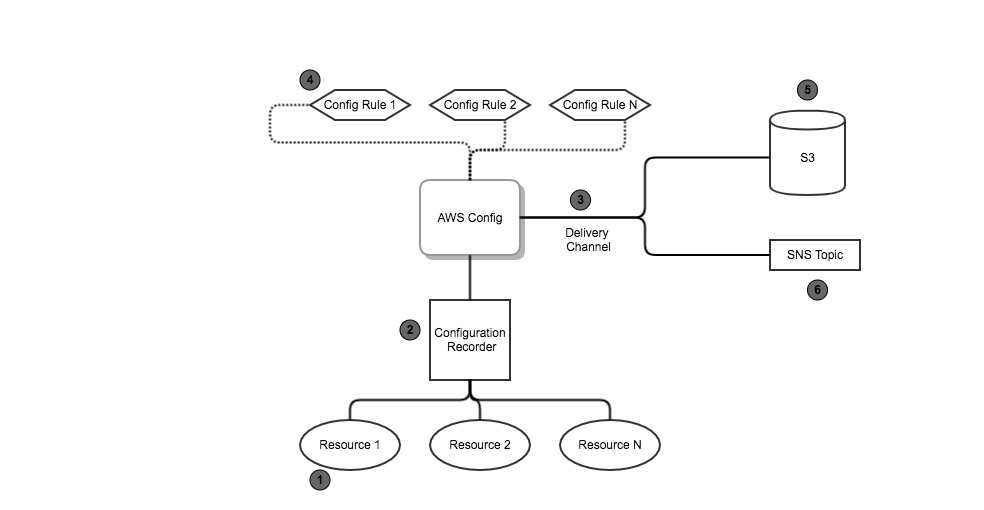 4
Config Rule 1
Config Rule 2
Config Rule N
5
S3
3
AWS Config
Delivery
Channel
SNS Topic
6
2
Configuration
Recorder
Resource 1
Resource 2
Resource N
1